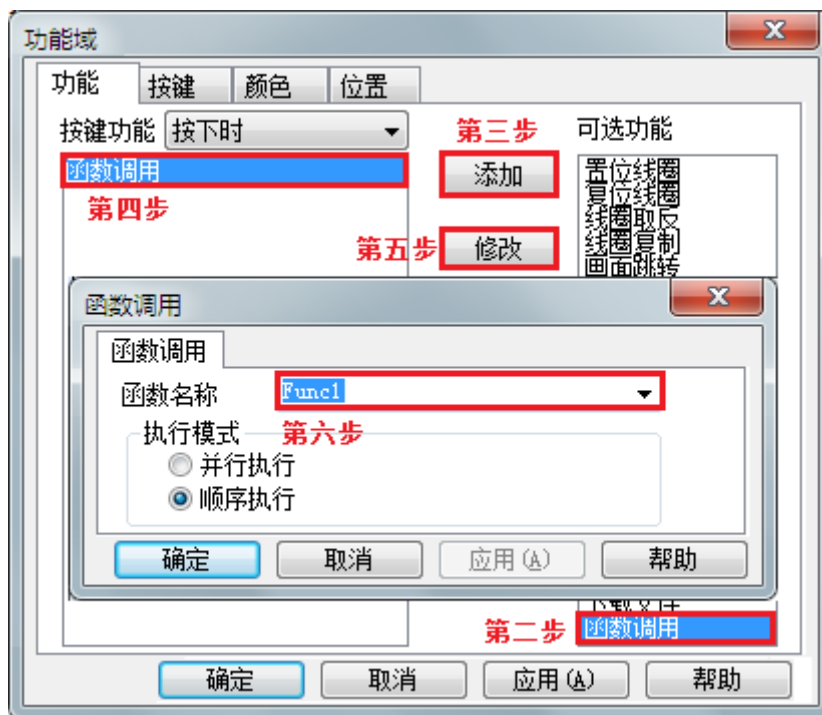 功能域
功能 按键 颜色 位置
按键功能 按下时 第三步 可选功能
函数调用 添加 置位线圈
复位线圈
第四步 线圈取反
第五步 修改 线圈复制
画面跳转
函数调用
函数调用
函数名称 Func1
执行模式 第六步
并行执行
顺序执行
确定 取消 应用(A) 帮助
下载文件
第二步 函数调用
确定 取消 应用(A) 帮助